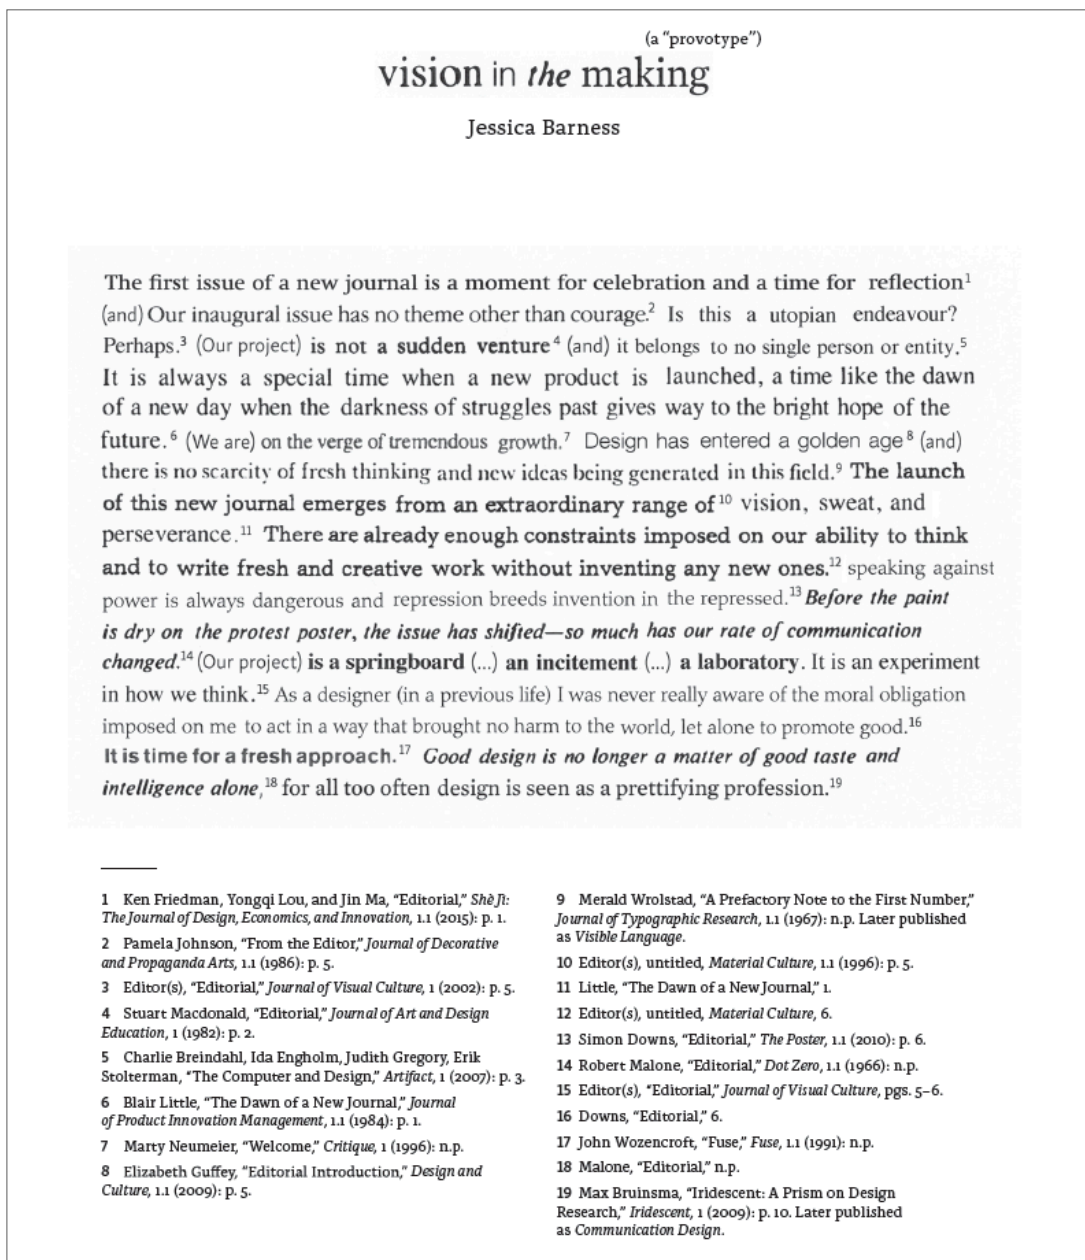 (a “provotype”)
vision in the making
Jessica Barness
The first issue of a new journal is a moment for celebration and a time for reflection1
(and) Our inaugural issue has no theme other than courage.2 Is this a utopian endeavour?
Perhaps.3 (Our project) is not a sudden venture4 (and) it belongs to no single person or entity.5
It is always a special time when a new product is launched, a time like the dawn
of a new day when the darkness of struggles past gives way to the bright hope of the
future.6 (We are) on the verge of tremendous growth.7 Design has entered a golden age8 (and)
there is no scarcity of fresh thinking and new ideas being generated in this field.9 The launch
of this new journal emerges from an extraordinary range of10 vision, sweat, and
perseverance.11 There are already enough constraints imposed on our ability to think
and to write fresh and creative work without inventing any new ones.12 speaking against
power is always dangerous and repression breeds invention in the repressed.13 Before the paint
is dry on the protest poster, the issue has shifted—so much has our rate of communication
changed.14 (Our project) is a springboard (...) an incitement (...) a laboratory. It is an experiment
in how we think.15 As a designer (in a previous life) I was never really aware of the moral obligation
imposed on me to act in a way that brought no harm to the world, let alone to promote good.16
It is time for a fresh approach.17 Good design is no longer a matter of good taste and
intelligence alone,18 for all too often design is seen as a prettifying profession.19
1 Ken Friedman, Yongqi Lou, and Jin Ma, “Editorial,” Shè Jì:
The Journal of Design, Economics, and Innovation, 1.1 (2015): p. 1.
2 Pamela Johnson, “From the Editor,” Journal of Decorative
and Propaganda Arts, 1.1 (1986): p. 5.
3 Editor(s), “Editorial,” Journal of Visual Culture, 1 (2002): p. 5.
4 Stuart Macdonald, “Editorial,” Journal of Art and Design
Education, 1 (1982): p. 2.
5 Charlie Breindahl, Ida Engholm, Judith Gregory, Erik
Stolterman, “The Computer and Design,” Artifact, 1 (2007): p. 3.
6 Blair Little, “The Dawn of a New Journal,” Journal
of Product Innovation Management, 1.1 (1984): p. 1.
7 Marty Neumeier, “Welcome,” Critique, 1 (1996): n.p.
8 Elizabeth Guffey, “Editorial Introduction,” Design and
Culture, 1.1 (2009): p. 5.
9 Merald Wrolstad, “A Prefactory Note to the First Number,”
Journal of Typographic Research, 1.1 (1967): n.p. Later published
as Visible Language.
10 Editor(s), untitled, Material Culture, 1.1 (1996): p. 5.
11 Little, “The Dawn of a New Journal,” 1.
12 Editor(s), untitled, Material Culture, 6.
13 Simon Downs, “Editorial,” The Poster, 1.1 (2010): p. 6.
14 Robert Malone, “Editorial,” Dot Zero, 1.1 (1966): n.p.
15 Editor(s), “Editorial,” Journal of Visual Culture, pgs. 5–6.
16 Downs, “Editorial,” 6.
17 John Wozencroft, “Fuse,” Fuse, 1.1 (1991): n.p.
18 Malone, “Editorial,” n.p.
19 Max Bruinsma, “Iridescent: A Prism on Design
Research,” Iridescent, 1 (2009): p. 10. Later published
as Communication Design.